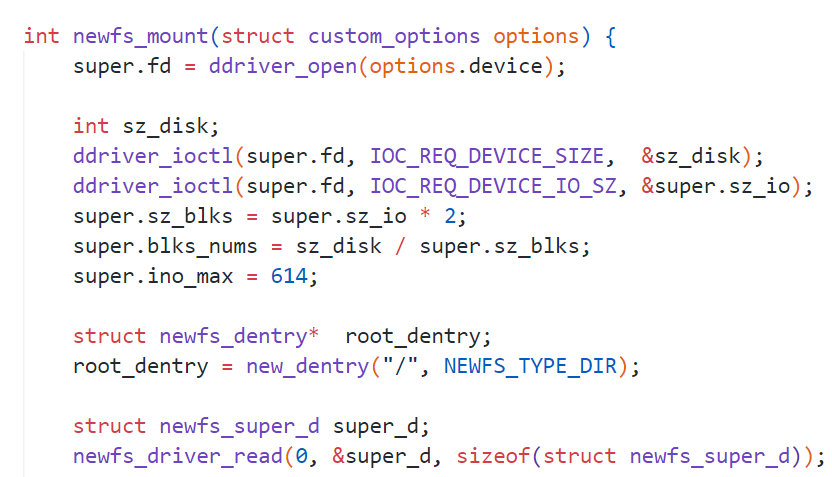 int newfs_mount(struct custom_options options) {
    super.fd = ddriver_open(options.device);
    int sz_disk;
    ddriver_ioctl(super.fd, IOC_REQ_DEVICE_SIZE,  &sz_disk);
    ddriver_ioctl(super.fd, IOC_REQ_DEVICE_IO_SZ, &super.sz_io);
    super.sz_blks = super.sz_io * 2;
    super.blks_nums = sz_disk / super.sz_blks;
    super.ino_max = 614;
    struct newfs_dentry*  root_dentry;
    root_dentry = new_dentry("/", NEWFS_TYPE_DIR);
    struct newfs_super_d super_d;
    newfs_driver_read(0, &super_d, sizeof(struct newfs_super_d));